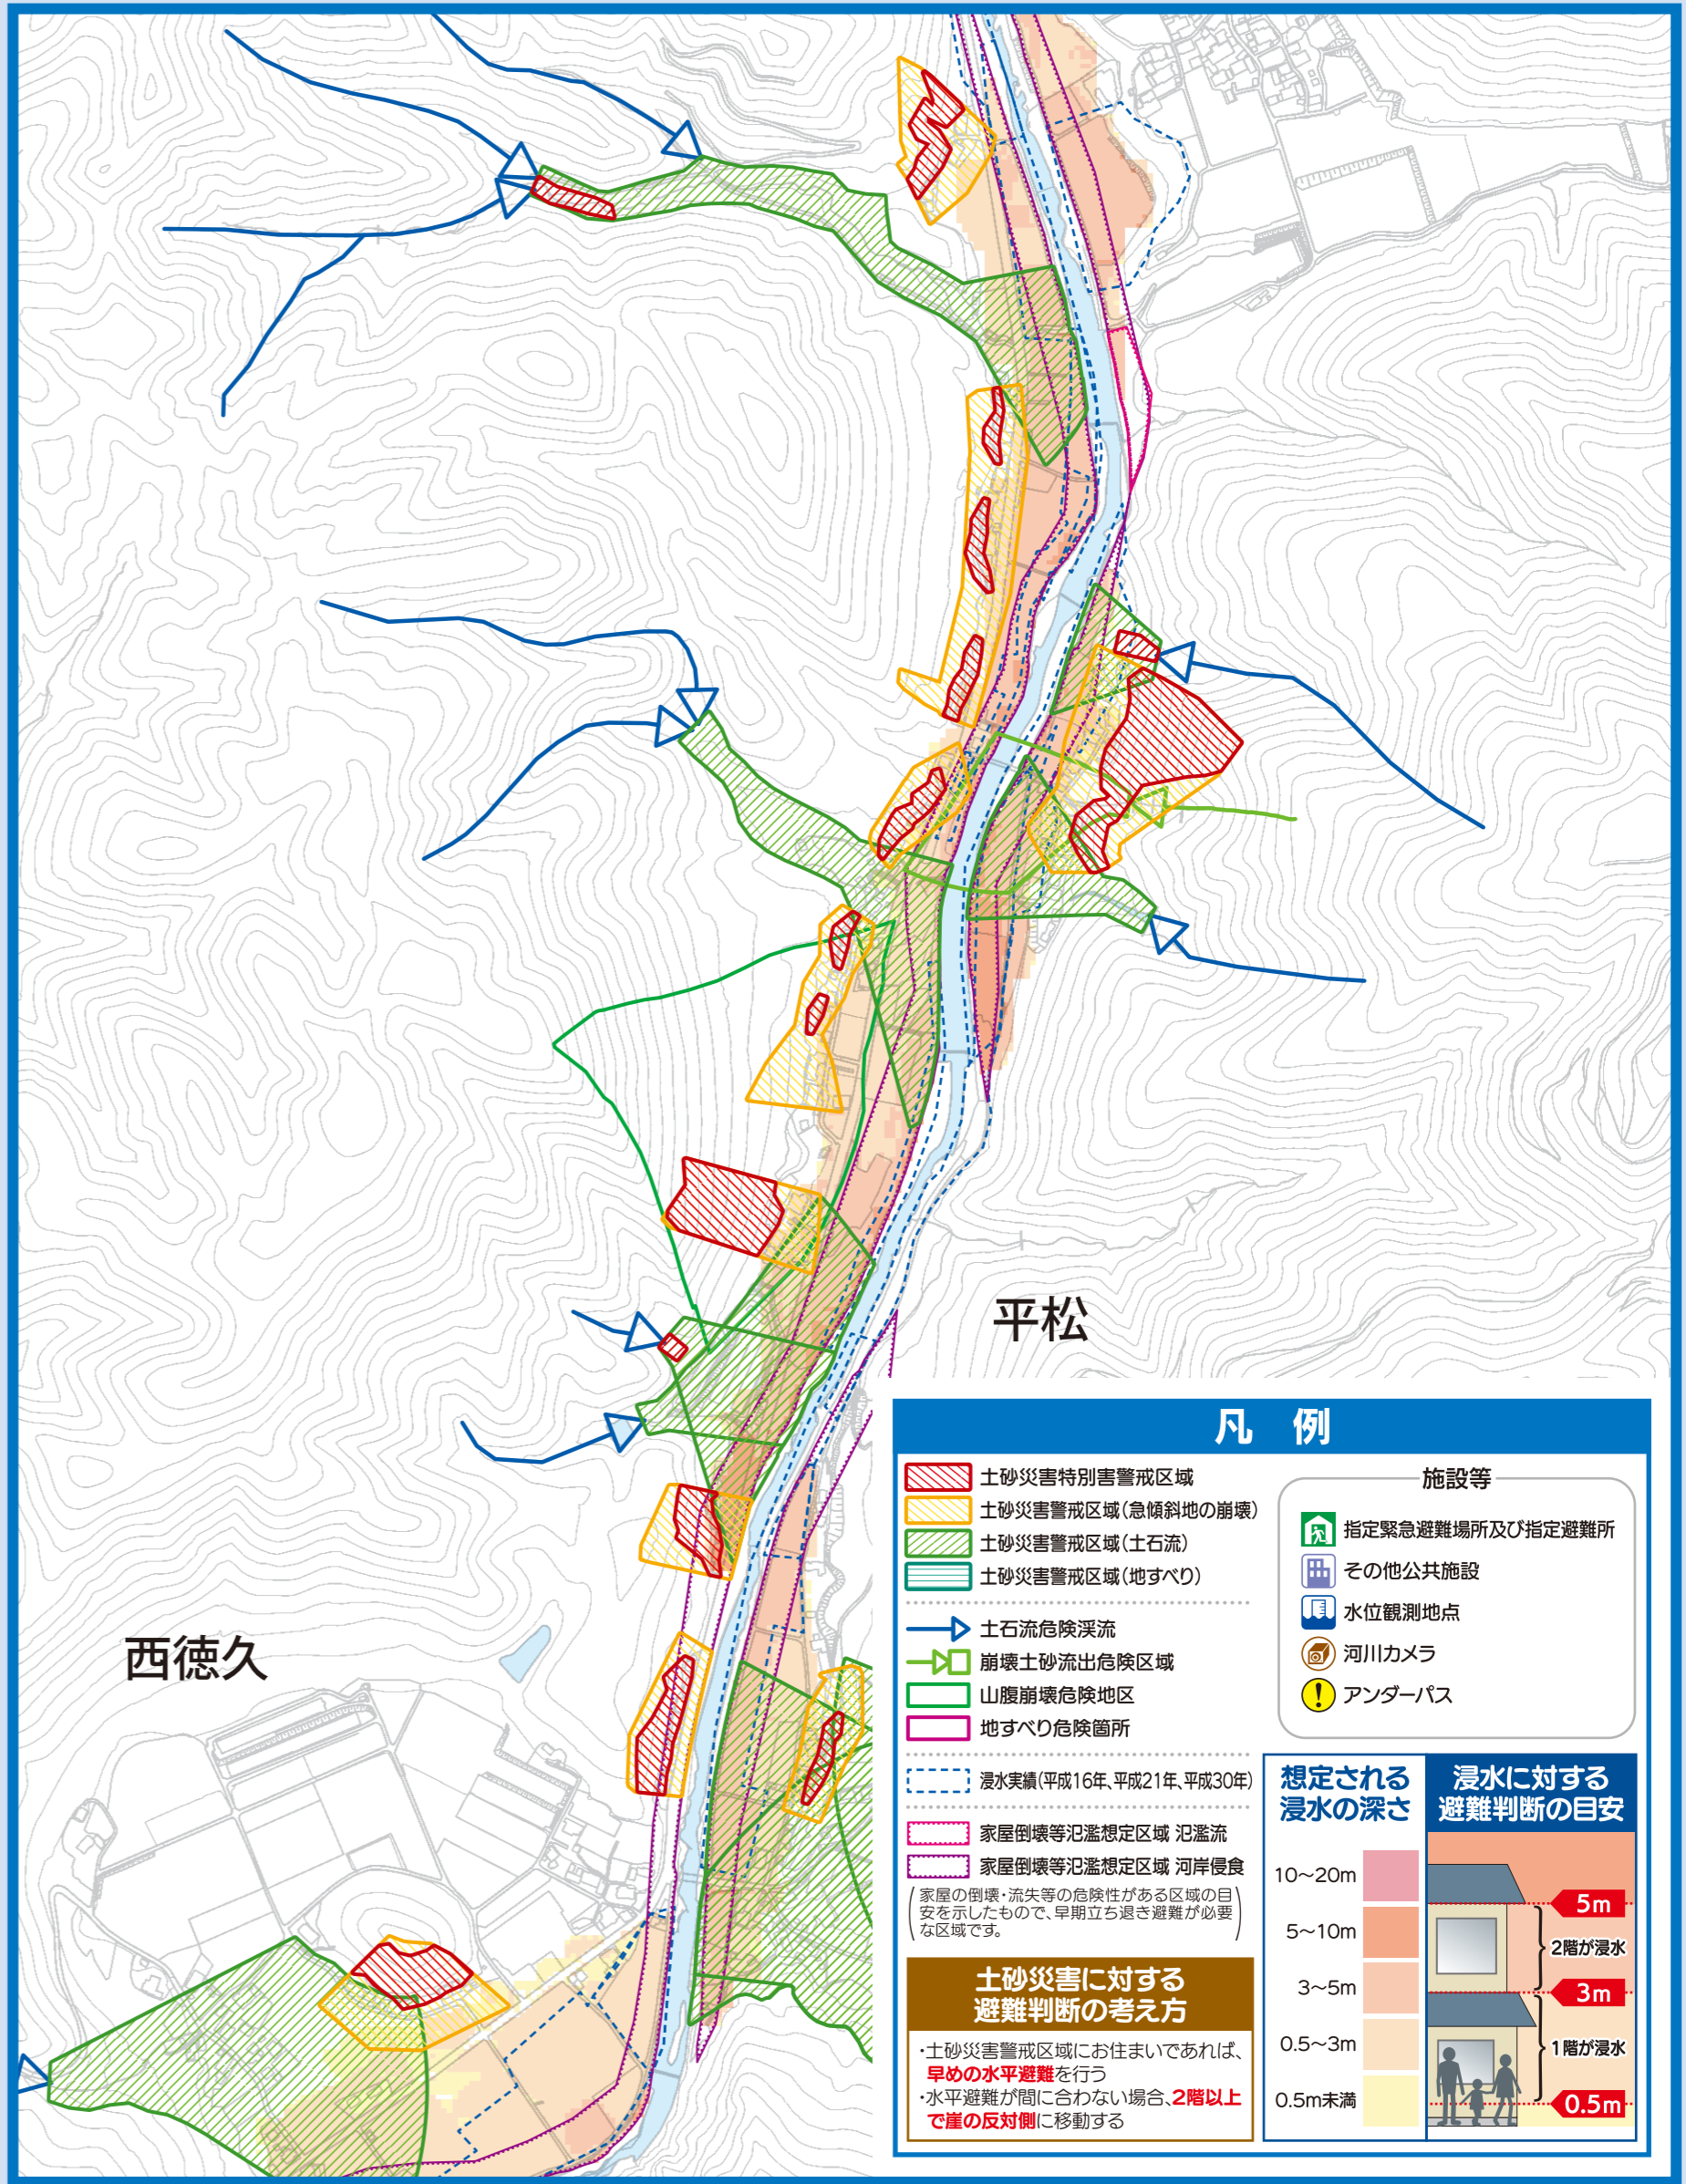 平松
西徳久
凡 例
土砂災害特別害警戒区域
土砂災害警戒区域(急傾斜地の崩壊)
土砂災害警戒区域(土石流)
土砂災害警戒区域(地すべり)
土石流危険渓流
崩壊土砂流出危険区域
山腹崩壊危険地区
地すべり危険箇所
浸水実績(平成16年、平成21年、平成30年)
家屋倒壊等氾濫想定区域 氾濫流
家屋倒壊等氾濫想定区域 河岸侵食
(家屋の倒壊・流失等の危険性がある区域の目
安を示したもので、早期立ち退き避難が必要
な区域です。)
土砂災害に対する
避難判断の考え方
・土砂災害警戒区域にお住まいであれば、
早めの水平避難を行う
・水平避難が間に合わない場合、2階以上
で崖の反対側に移動する
施設等
指定緊急避難場所及び指定避難所
その他公共施設
水位観測地点
河川カメラ
アンダーパス
想定される
浸水の深さ
10~20m
5~10m
3~5m
0.5~3m
0.5m未満
浸水に対する
避難判断の目安
5m
2階が浸水
3m
1階が浸水
0.5m